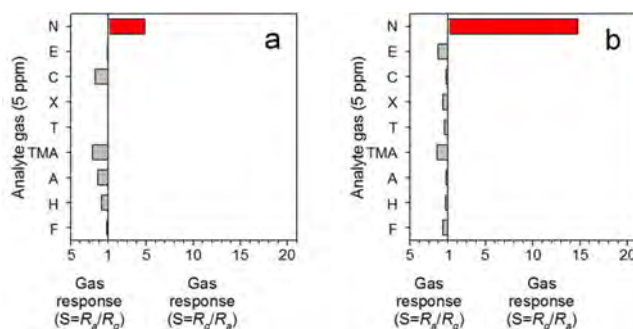 a
N
E
C
X
T
TMA
A
H
F
Analyte gas (5 ppm)
5 1 5 10 15 20
Gas response (S=Ra/Rg)
Gas response (S=Rg/Ra)
b
N
E
C
X
T
TMA
A
H
F
Analyte gas (5 ppm)
5 1 5 10 15 20
Gas response (S=Ra/Rg)
Gas response (S=Rg/Ra)